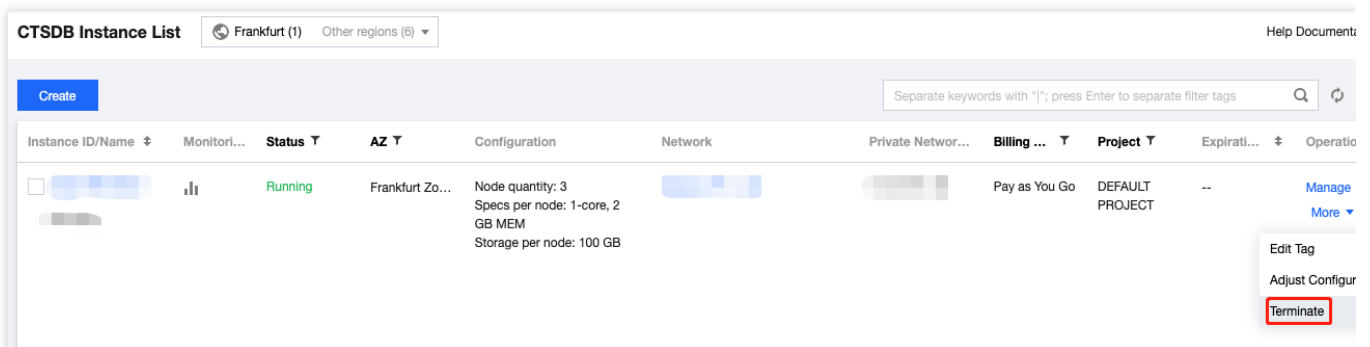 CTSDB Instance List
Frankfurt (1) Other regions (6)
Help Documenta
Create
Separate keywords with "|"; press Enter to separate filter tags
Instance ID/Name Monitori... Status AZ Configuration Network Private Networ... Billing ... Project Expirati... Operatio
Running Frankfurt Zo... Node quantity: 3 Pay as You Go DEFAULT -- Manage
Specs per node: 1-core, 2 PROJECT
GB MEM More
Storage per node: 100 GB
Edit Tag
Adjust Configur
Terminate